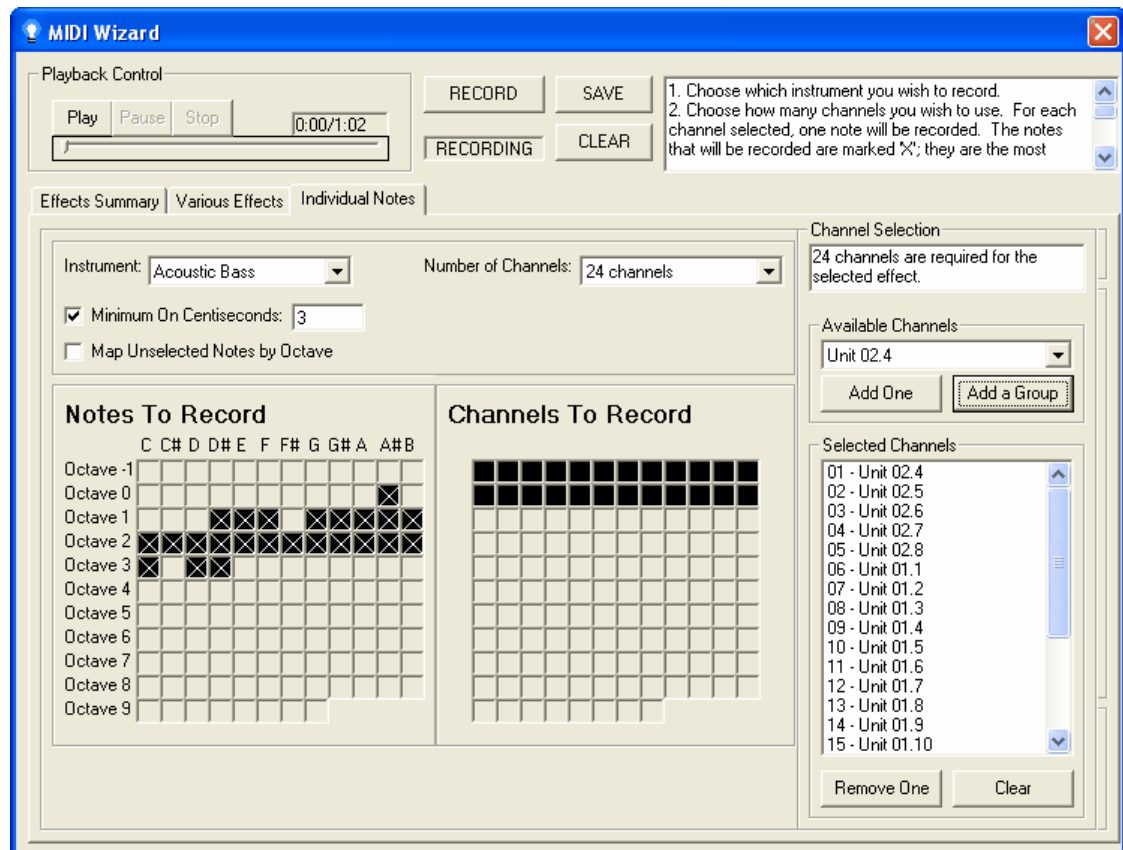 MIDI Wizard
Playback Control
Play Pause Stop
0:00/1:02
RECORD SAVE
RECORDING CLEAR
1. Choose which instrument you wish to record.
2. Choose how many channels you wish to use. For each
channel selected, one note will be recorded. The notes
that will be recorded are marked 'X'; they are the most
Effects Summary Various Effects Individual Notes
Instrument: Acoustic Bass
Number of Channels: 24 channels
Minimum On Centiseconds: 3
Map Unselected Notes by Octave
Notes To Record
C C# D D# E F F# G G# A A# B
Octave -1
Octave 0
Octave 1
Octave 2
Octave 3
Octave 4
Octave 5
Octave 6
Octave 7
Octave 8
Octave 9
Channels To Record
Channel Selection
24 channels are required for the
selected effect.
Available Channels
Unit 02.4
Add One Add a Group
Selected Channels
01 - Unit 02.4
02 - Unit 02.5
03 - Unit 02.6
04 - Unit 02.7
05 - Unit 02.8
06 - Unit 01.1
07 - Unit 01.2
08 - Unit 01.3
09 - Unit 01.4
10 - Unit 01.5
11 - Unit 01.6
12 - Unit 01.7
13 - Unit 01.8
14 - Unit 01.9
15 - Unit 01.10
Remove One Clear